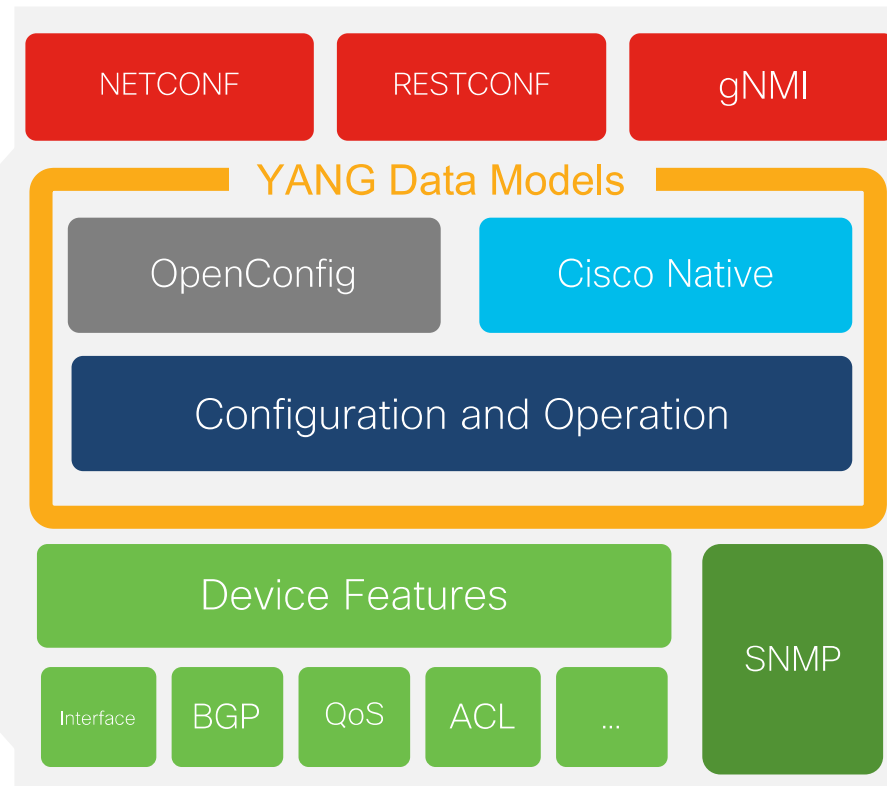 NETCONF
RESTCONF
gNMI
YANG Data Models
OpenConfig
Cisco Native
Configuration and Operation
Device Features
SNMP
Interface
BGP
QoS
ACL
...